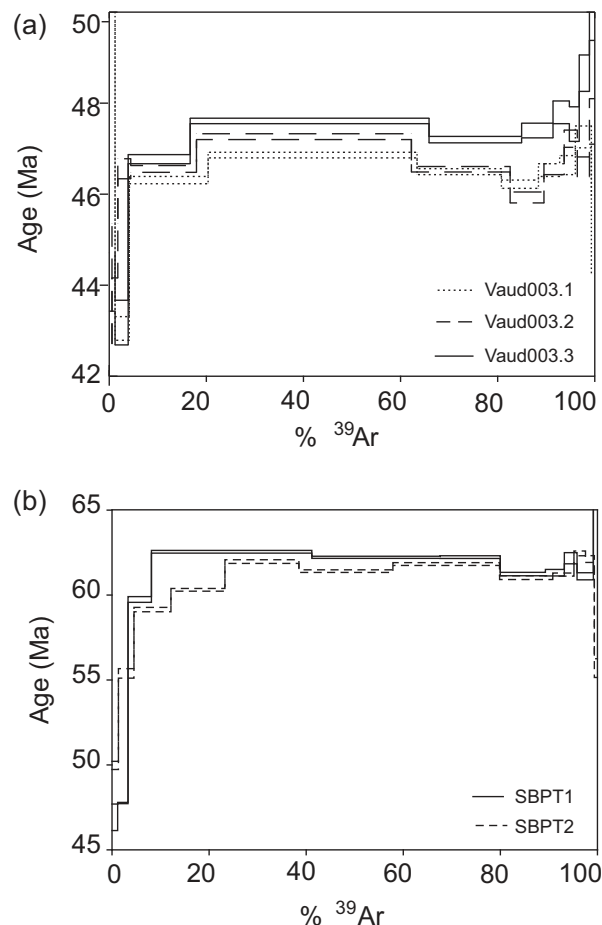 (a)
50
48
46
44
42
Age (Ma)
Vaud003.1
Vaud003.2
Vaud003.3
0 20 40 60 80 100
% ³⁹Ar
(b)
65
60
55
50
45
Age (Ma)
SBPT1
SBPT2
0 20 40 60 80 100
% ³⁹Ar